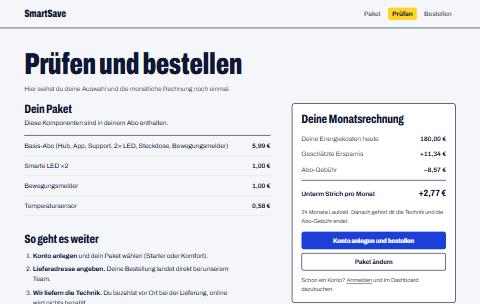 SmartSave
Paket Prüfen Bestellen
Prüfen und bestellen
Hier siehst du deine Auswahl und die monatliche Rechnung noch einmal.
Dein Paket
Diese Komponenten sind in deinem Abo enthalten.
Basis-Abo (Hub, App, Support, 2× LED, Steckdose, Bewegungsmelder) 5,99 €
Smarte LED ×2 1,00 €
Bewegungsmelder 1,00 €
Temperatursensor 0,58 €
So geht es weiter
1. Konto anlegen und dein Paket wählen (Starter oder Komfort).
2. Lieferadresse angeben. Deine Bestellung landet direkt bei unserem
Team.
3. Wir liefern die Technik. Du bezahlst vor Ort bei der Lieferung, online
wird nichts bezahlt.
Deine Monatsrechnung
Deine Energiekosten heute 180,00 €
Geschätzte Ersparnis +11,34 €
Abo-Gebühr −8,57 €
Unterm Strich pro Monat +2,77 €
24 Monate Laufzeit. Danach gehört dir die Technik und die
Abo-Gebühr endet.
Konto anlegen und bestellen
Paket ändern
Schon ein Konto? Anmelden und im Dashboard
dazubuchen.